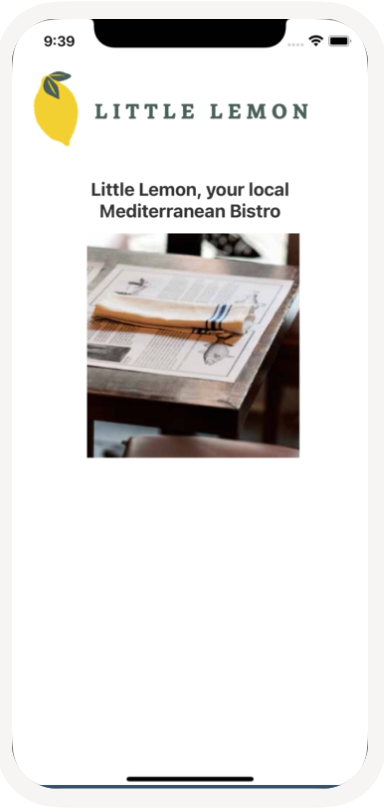 9:39
LITTLE LEMON
Little Lemon, your local
Mediterranean Bistro